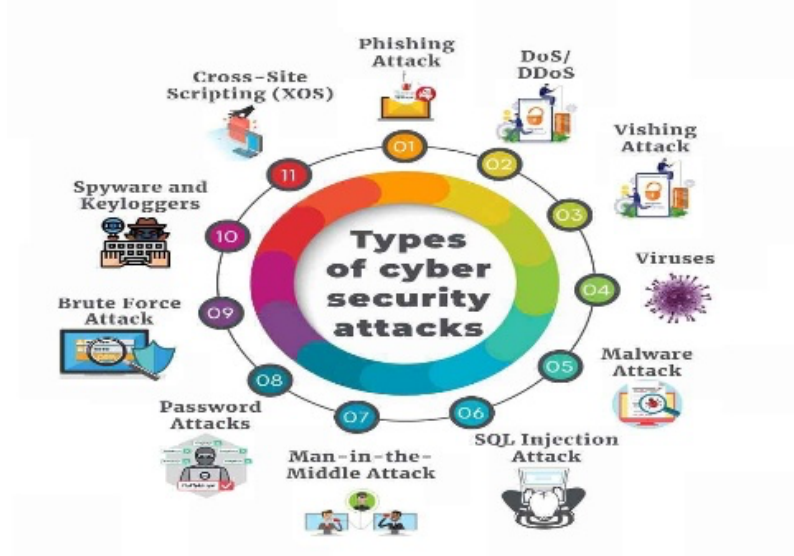 Types
of cyber
security
attacks
01
Phishing
Attack
02
DoS/
DDoS
03
Vishing
Attack
04
Viruses
05
Malware
Attack
06
SQL Injection
Attack
07
Man-in-the-
Middle Attack
08
Password
Attacks
09
Brute Force
Attack
10
Spyware and
Keyloggers
11
Cross-Site
Scripting (XOS)